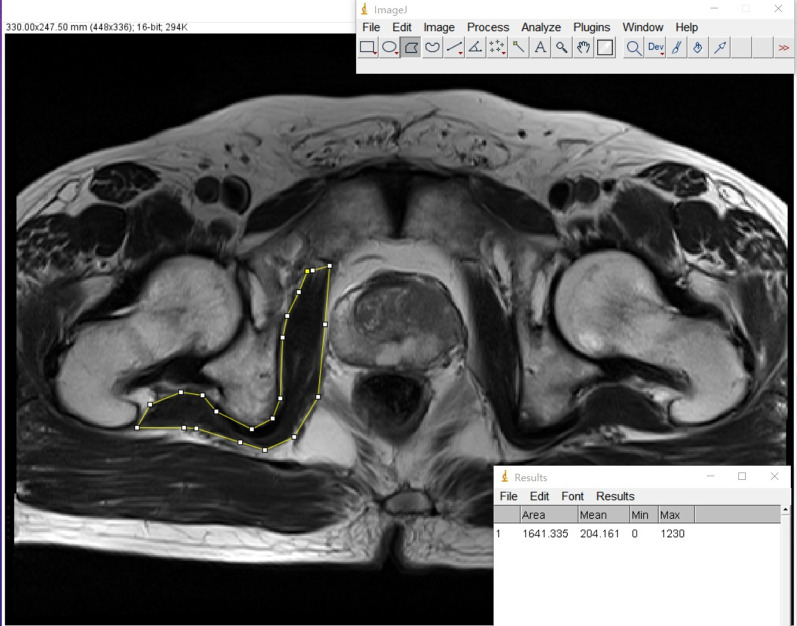 330.00x247.50 mm (448x336); 16-bit; 294K
ImageJ
File Edit Image Process Analyze Plugins Window Help
A Dev >>
Results
File Edit Font Results
Area Mean Min Max
1 1641.335 204.161 0 1230